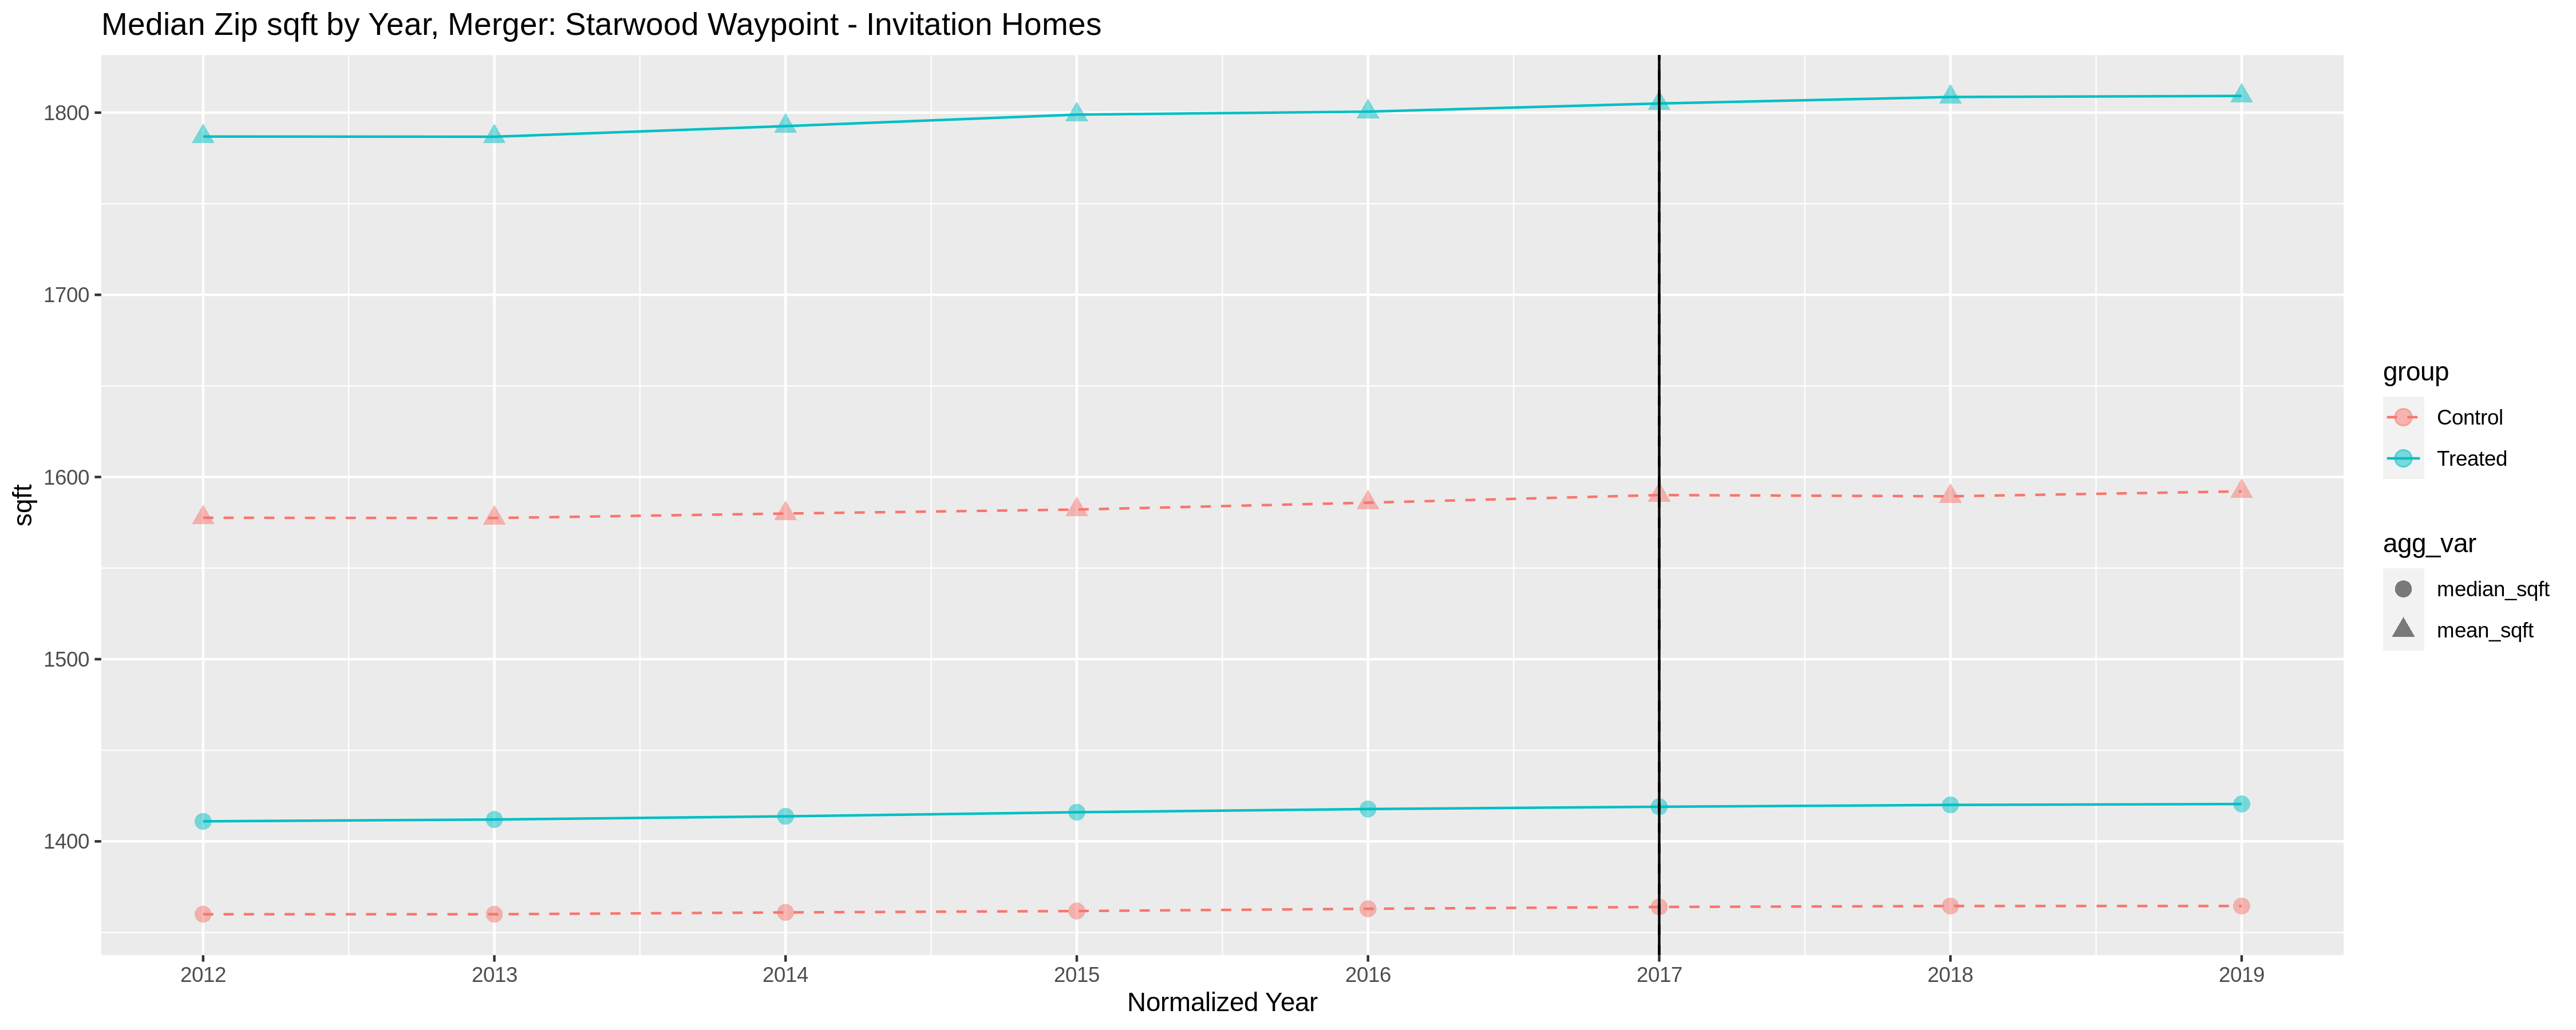 Median Zip sqft by Year, Merger: Starwood Waypoint - Invitation Homes
1800
1700
1600
1500
1400
sqft
2012 2013 2014 2015 2016 2017 2018 2019
Normalized Year
group
Control
Treated
agg_var
median_sqft
mean_sqft